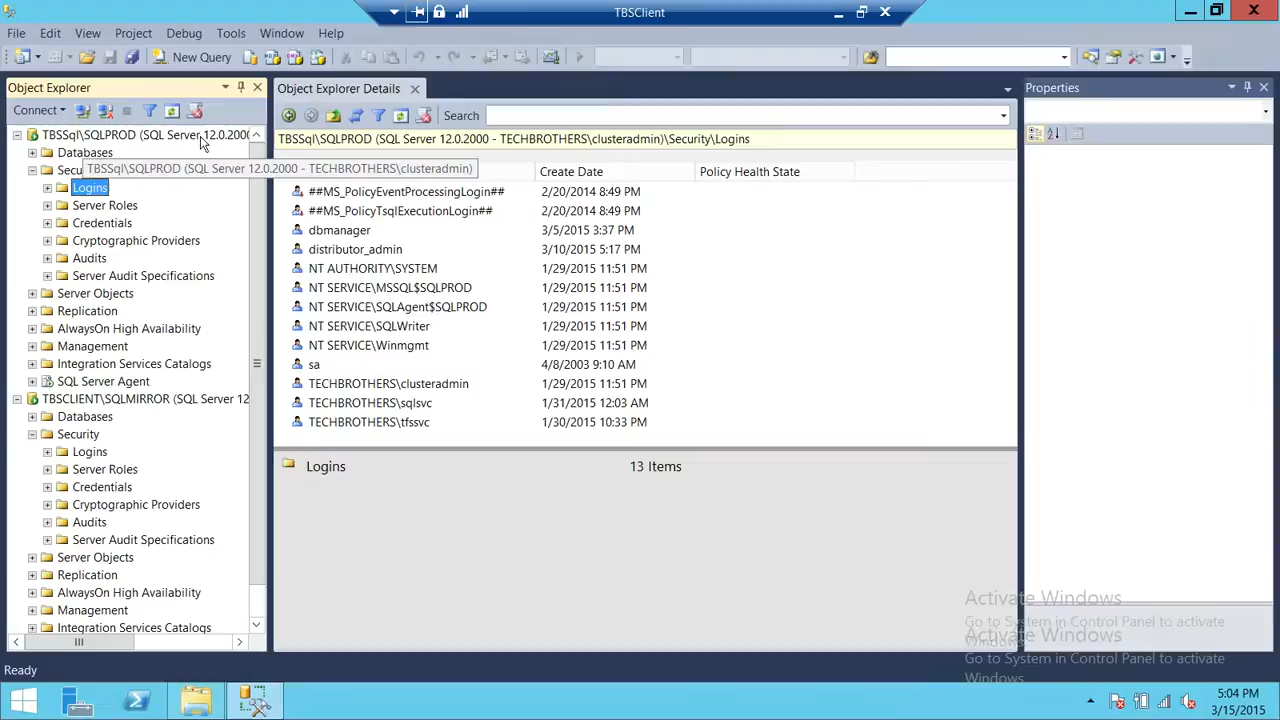 TBSClient
File Edit View Project Debug Tools Window Help
New Query
Object Explorer
Object Explorer Details
Properties
Connect
Search
TBSSql\SQLPROD (SQL Server 12.0.2000
TBSSql\SQLPROD (SQL Server 12.0.2000 - TECHBROTHERS\clusteradmin)\Security\Logins
Databases
Secu
TBSSql\SQLPROD (SQL Server 12.0.2000 - TECHBROTHERS\clusteradmin)
Logins
Server Roles
Credentials
Cryptographic Providers
Audits
Server Audit Specifications
Server Objects
Replication
AlwaysOn High Availability
Management
Integration Services Catalogs
SQL Server Agent
TBSCLIENT\SQLMIRROR (SQL Server 12
Databases
Security
Logins
Server Roles
Credentials
Cryptographic Providers
Audits
Server Audit Specifications
Server Objects
Replication
AlwaysOn High Availability
Management
Integration Services Catalogs
Create Date Policy Health State
##MS_PolicyEventProcessingLogin## 2/20/2014 8:49 PM
##MS_PolicyTsqlExecutionLogin## 2/20/2014 8:49 PM
dbmanager 3/5/2015 3:37 PM
distributor_admin 3/10/2015 5:17 PM
NT AUTHORITY\SYSTEM 1/29/2015 11:51 PM
NT SERVICE\MSSQL$SQLPROD 1/29/2015 11:51 PM
NT SERVICE\SQLAgent$SQLPROD 1/29/2015 11:51 PM
NT SERVICE\SQLWriter 1/29/2015 11:51 PM
NT SERVICE\Winmgmt 1/29/2015 11:51 PM
sa 4/8/2003 9:10 AM
TECHBROTHERS\clusteradmin 1/29/2015 11:51 PM
TECHBROTHERS\sqlsvc 1/31/2015 12:03 AM
TECHBROTHERS\tfssvc 1/30/2015 10:33 PM
Logins 13 Items
Activate Windows
Go to System in Control Panel to activate
Windows.
Activate Windows
Go to System in Control Panel to activate
Windows.
Ready
5:04 PM
3/15/2015